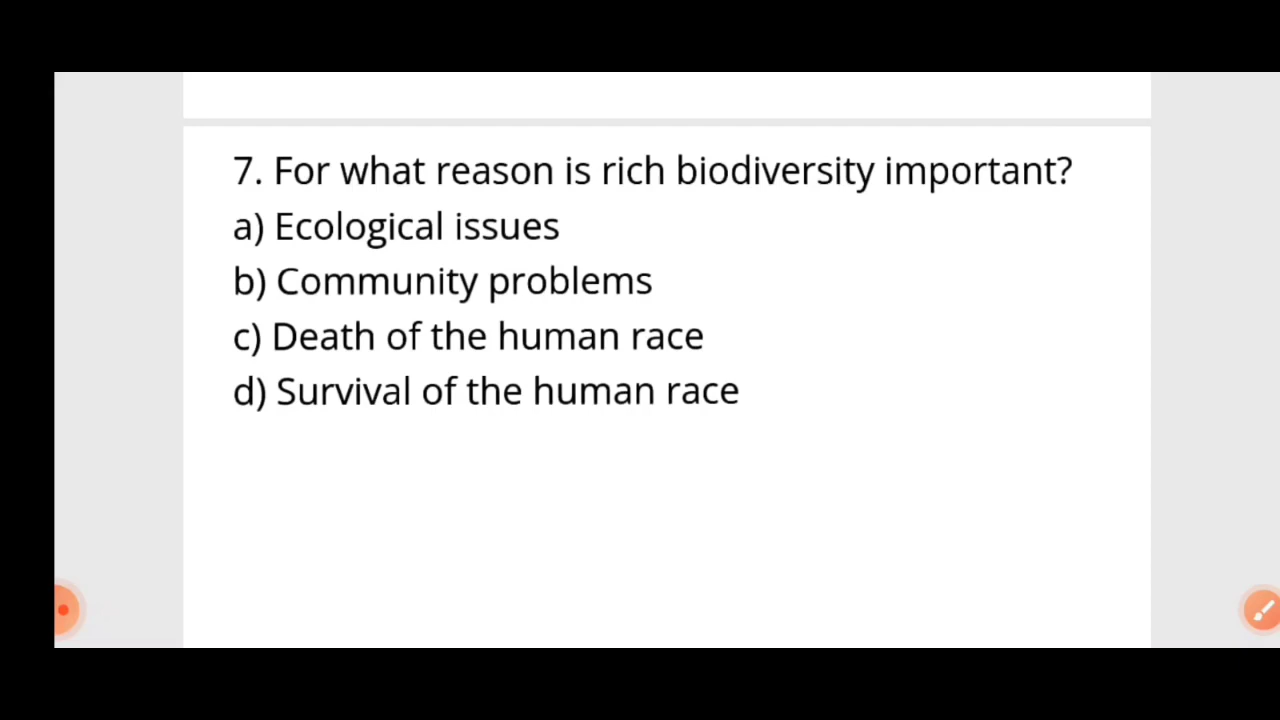 7. For what reason is rich biodiversity important?
a) Ecological issues
b) Community problems
c) Death of the human race
d) Survival of the human race